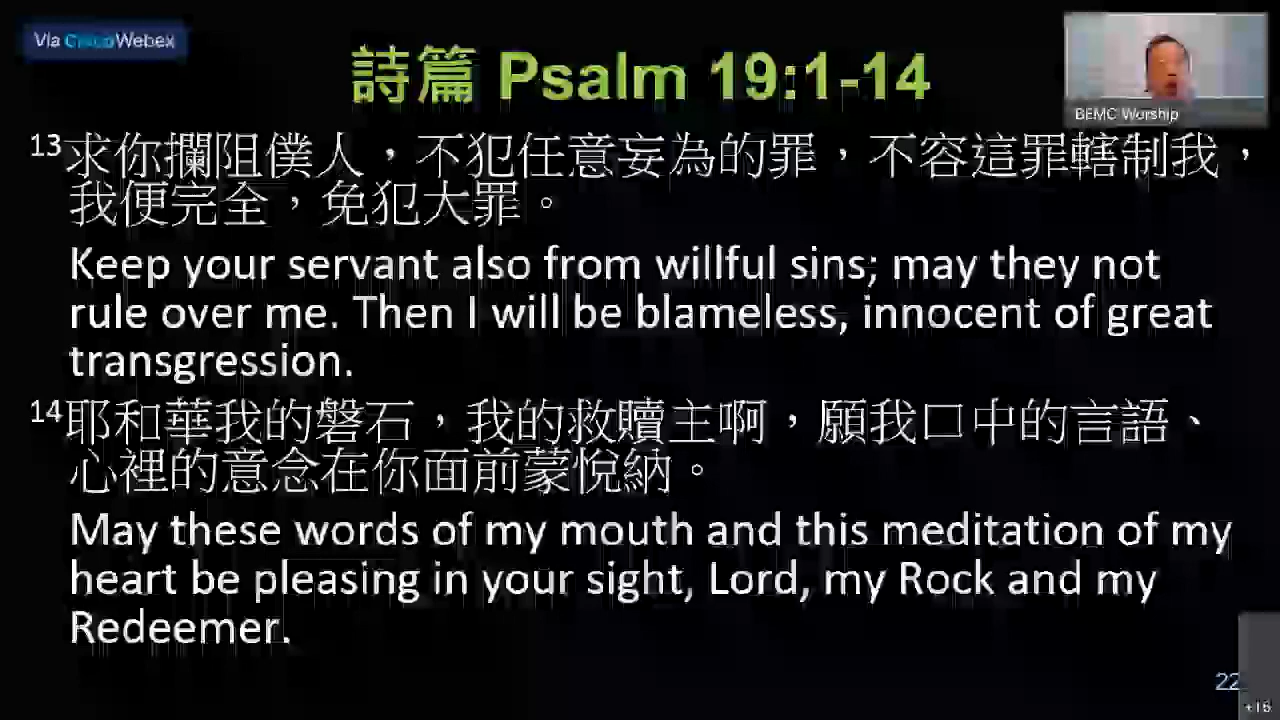 Via Cisco Webex
詩篇 Psalm 19:1-14
BEMC Worship
13求你攔阻僕人，不犯任意妄為的罪，不容這罪轄制我，
我便完全，免犯大罪。
Keep your servant also from willful sins; may they not
rule over me. Then I will be blameless, innocent of great
transgression.
14耶和華我的磐石，我的救贖主啊，願我口中的言語、
心裡的意念在你面前蒙悅納。
May these words of my mouth and this meditation of my
heart be pleasing in your sight, Lord, my Rock and my
Redeemer.
22
+16